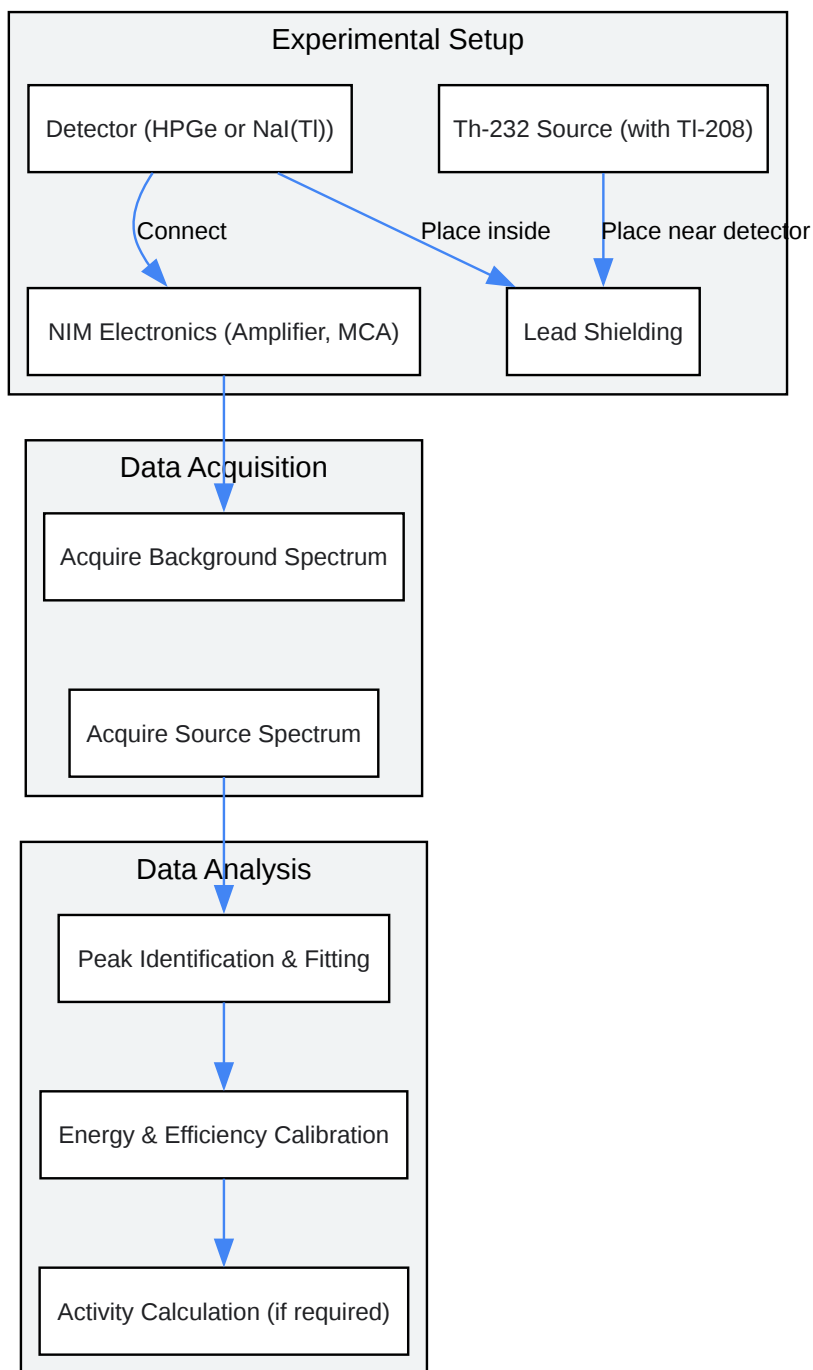 Experimental Setup
Detector (HPGe or NaI(Tl))
Th-232 Source (with Tl-208)
Connect
Place inside
Place near detector
NIM Electronics (Amplifier, MCA)
Lead Shielding
Data Acquisition
Acquire Background Spectrum
Acquire Source Spectrum
Data Analysis
Peak Identification & Fitting
Energy & Efficiency Calibration
Activity Calculation (if required)